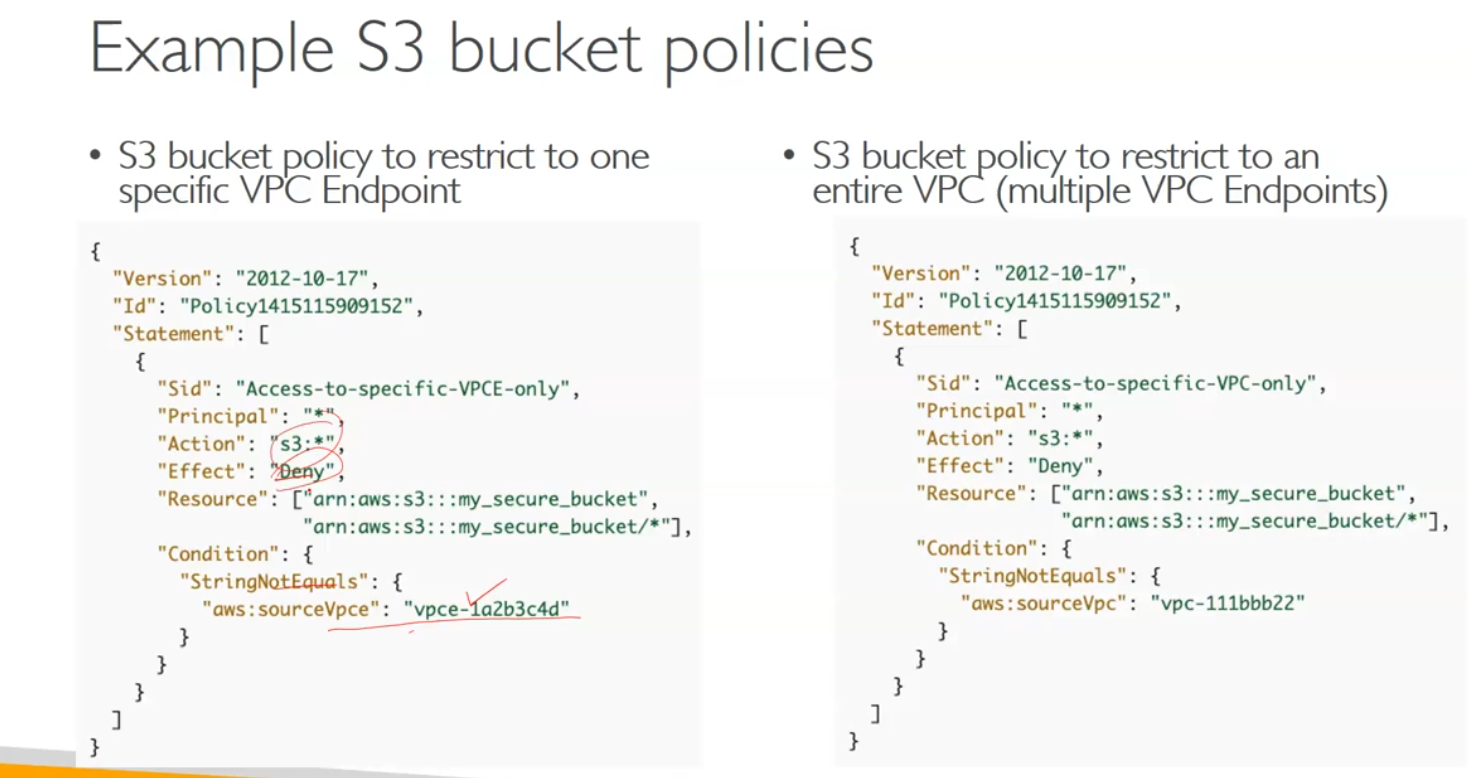 Example S3 bucket policies
• S3 bucket policy to restrict to one
specific VPC Endpoint
{
"Version": "2012-10-17",
"Id": "Policy1415115909152",
"Statement": [
{
"Sid": "Access-to-specific-VPCE-only",
"Principal": "*",
"Action": "s3:*",
"Effect": "Deny",
"Resource": ["arn:aws:s3:::my_secure_bucket",
"arn:aws:s3:::my_secure_bucket/*"],
"Condition": {
"StringNotEquals": {
"aws:sourceVpce": "vpce-1a2b3c4d"
}
}
}
]
}
• S3 bucket policy to restrict to an
entire VPC (multiple VPC Endpoints)
{
"Version": "2012-10-17",
"Id": "Policy1415115909152",
"Statement": [
{
"Sid": "Access-to-specific-VPC-only",
"Principal": "*",
"Action": "s3:*",
"Effect": "Deny",
"Resource": ["arn:aws:s3:::my_secure_bucket",
"arn:aws:s3:::my_secure_bucket/*"],
"Condition": {
"StringNotEquals": {
"aws:sourceVpc": "vpc-111bbb22"
}
}
}
]
}